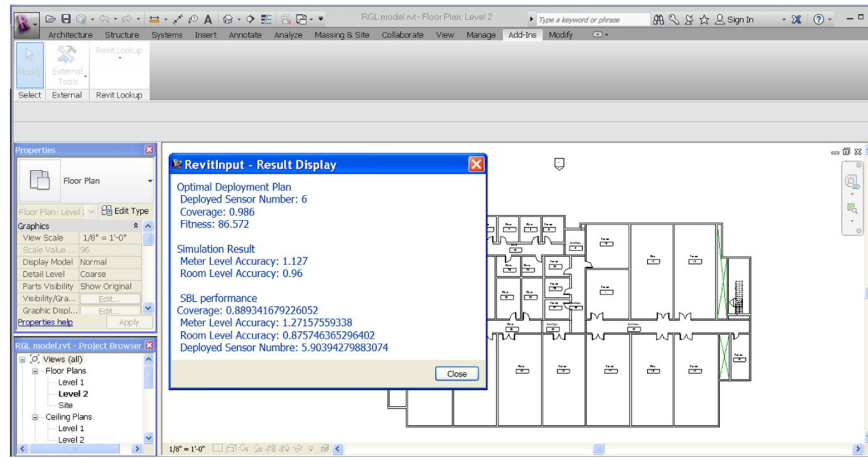 RGL model.rvt - Floor Plan: Level 2
Type a keyword or phrase
Sign In
Architecture Structure Systems Insert Annotate Analyze Massing & Site Collaborate View Manage Add-Ins Modify
Modify
External Tools
Revit Lookup
Select External Revit Lookup
Properties
Floor Plan
Floor Plan: Level 2
Edit Type
Graphics
View Scale 1/8" = 1'-0"
Scale Value 96
Display Model Normal
Detail Level Coarse
Parts Visibility Show Original
Visibility/Gra... Edit...
Graphic Displ... Edit...
Properties help Apply
RGL model.rvt - Project Browser
Views (all)
Floor Plans
Level 1
Level 2
Site
Ceiling Plans
Level 1
Level 2
RevitInput - Result Display
Optimal Deployment Plan
Deployed Sensor Number: 6
Coverage: 0.986
Fitness: 86.572
Simulation Result
Meter Level Accuracy: 1.127
Room Level Accuracy: 0.96
SBL performance
Coverage: 0.889341679226052
Meter Level Accuracy: 1.27157559338
Room Level Accuracy: 0.875746365296402
Deployed Sensor Numbre: 5.90394279883074
Close
1/8" = 1'-0"